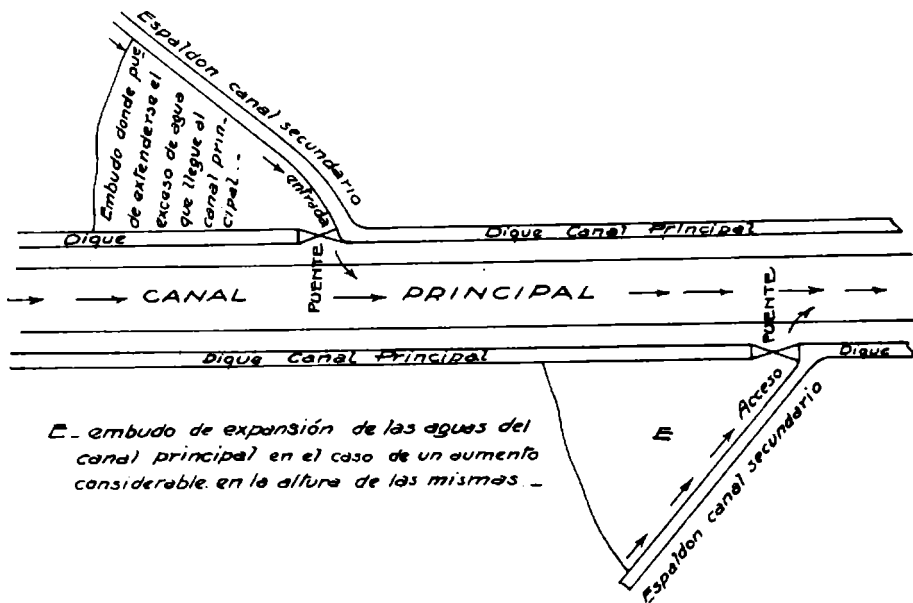 Espaldon canal secundario
Embudo donde pue-
de extenderse el
exceso de agua
que llegue al
canal prin-
cipal..-
entrada
Dique
Dique Canal Principal
PUENTE
CANAL PRINCIPAL
PUENTE
Dique Canal Principal
Dique
Acceso
E
Espaldon canal secundario
E_ embudo de expansión de las aguas del
canal principal en el caso de un aumento
considerable. en la altura de las mismas._